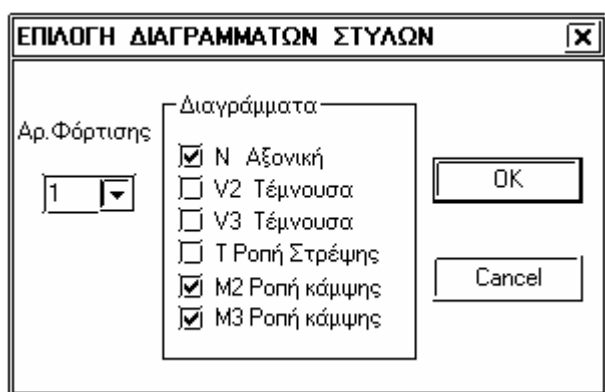 ΕΠΙΛΟΓΗ ΔΙΑΓΡΑΜΜΑΤΩΝ ΣΤΥΛΩΝ
Αρ.Φόρτισης
1
Διαγράμματα
N Αξονική
V2 Τέμνουσα
V3 Τέμνουσα
T Ροπή Στρέψης
M2 Ροπή κάμψης
M3 Ροπή κάμψης
OK
Cancel